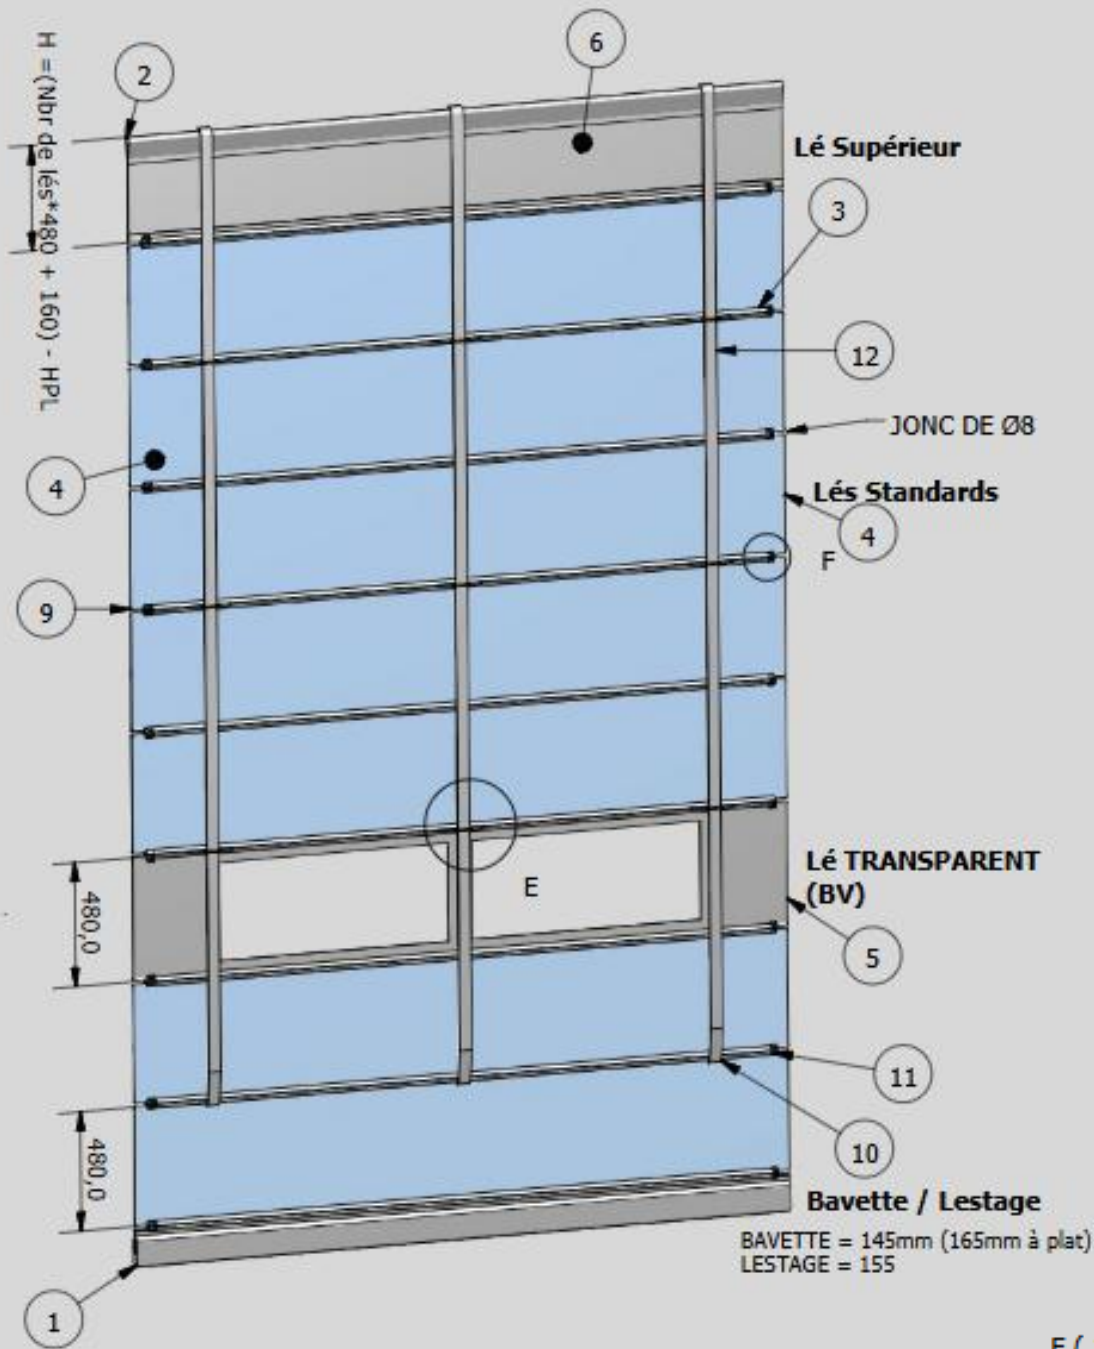 H =(Nbr de lés*480 + 160) - HPL
2
6
Lé Supérieur
3
12
JONC DE Ø8
4
Lés Standards
4
F
9
E
480,0
Lé TRANSPARENT
(BV)
5
11
480,0
10
Bavette / Lestage
BAVETTE = 145mm (165mm à plat)
LESTAGE = 155
1